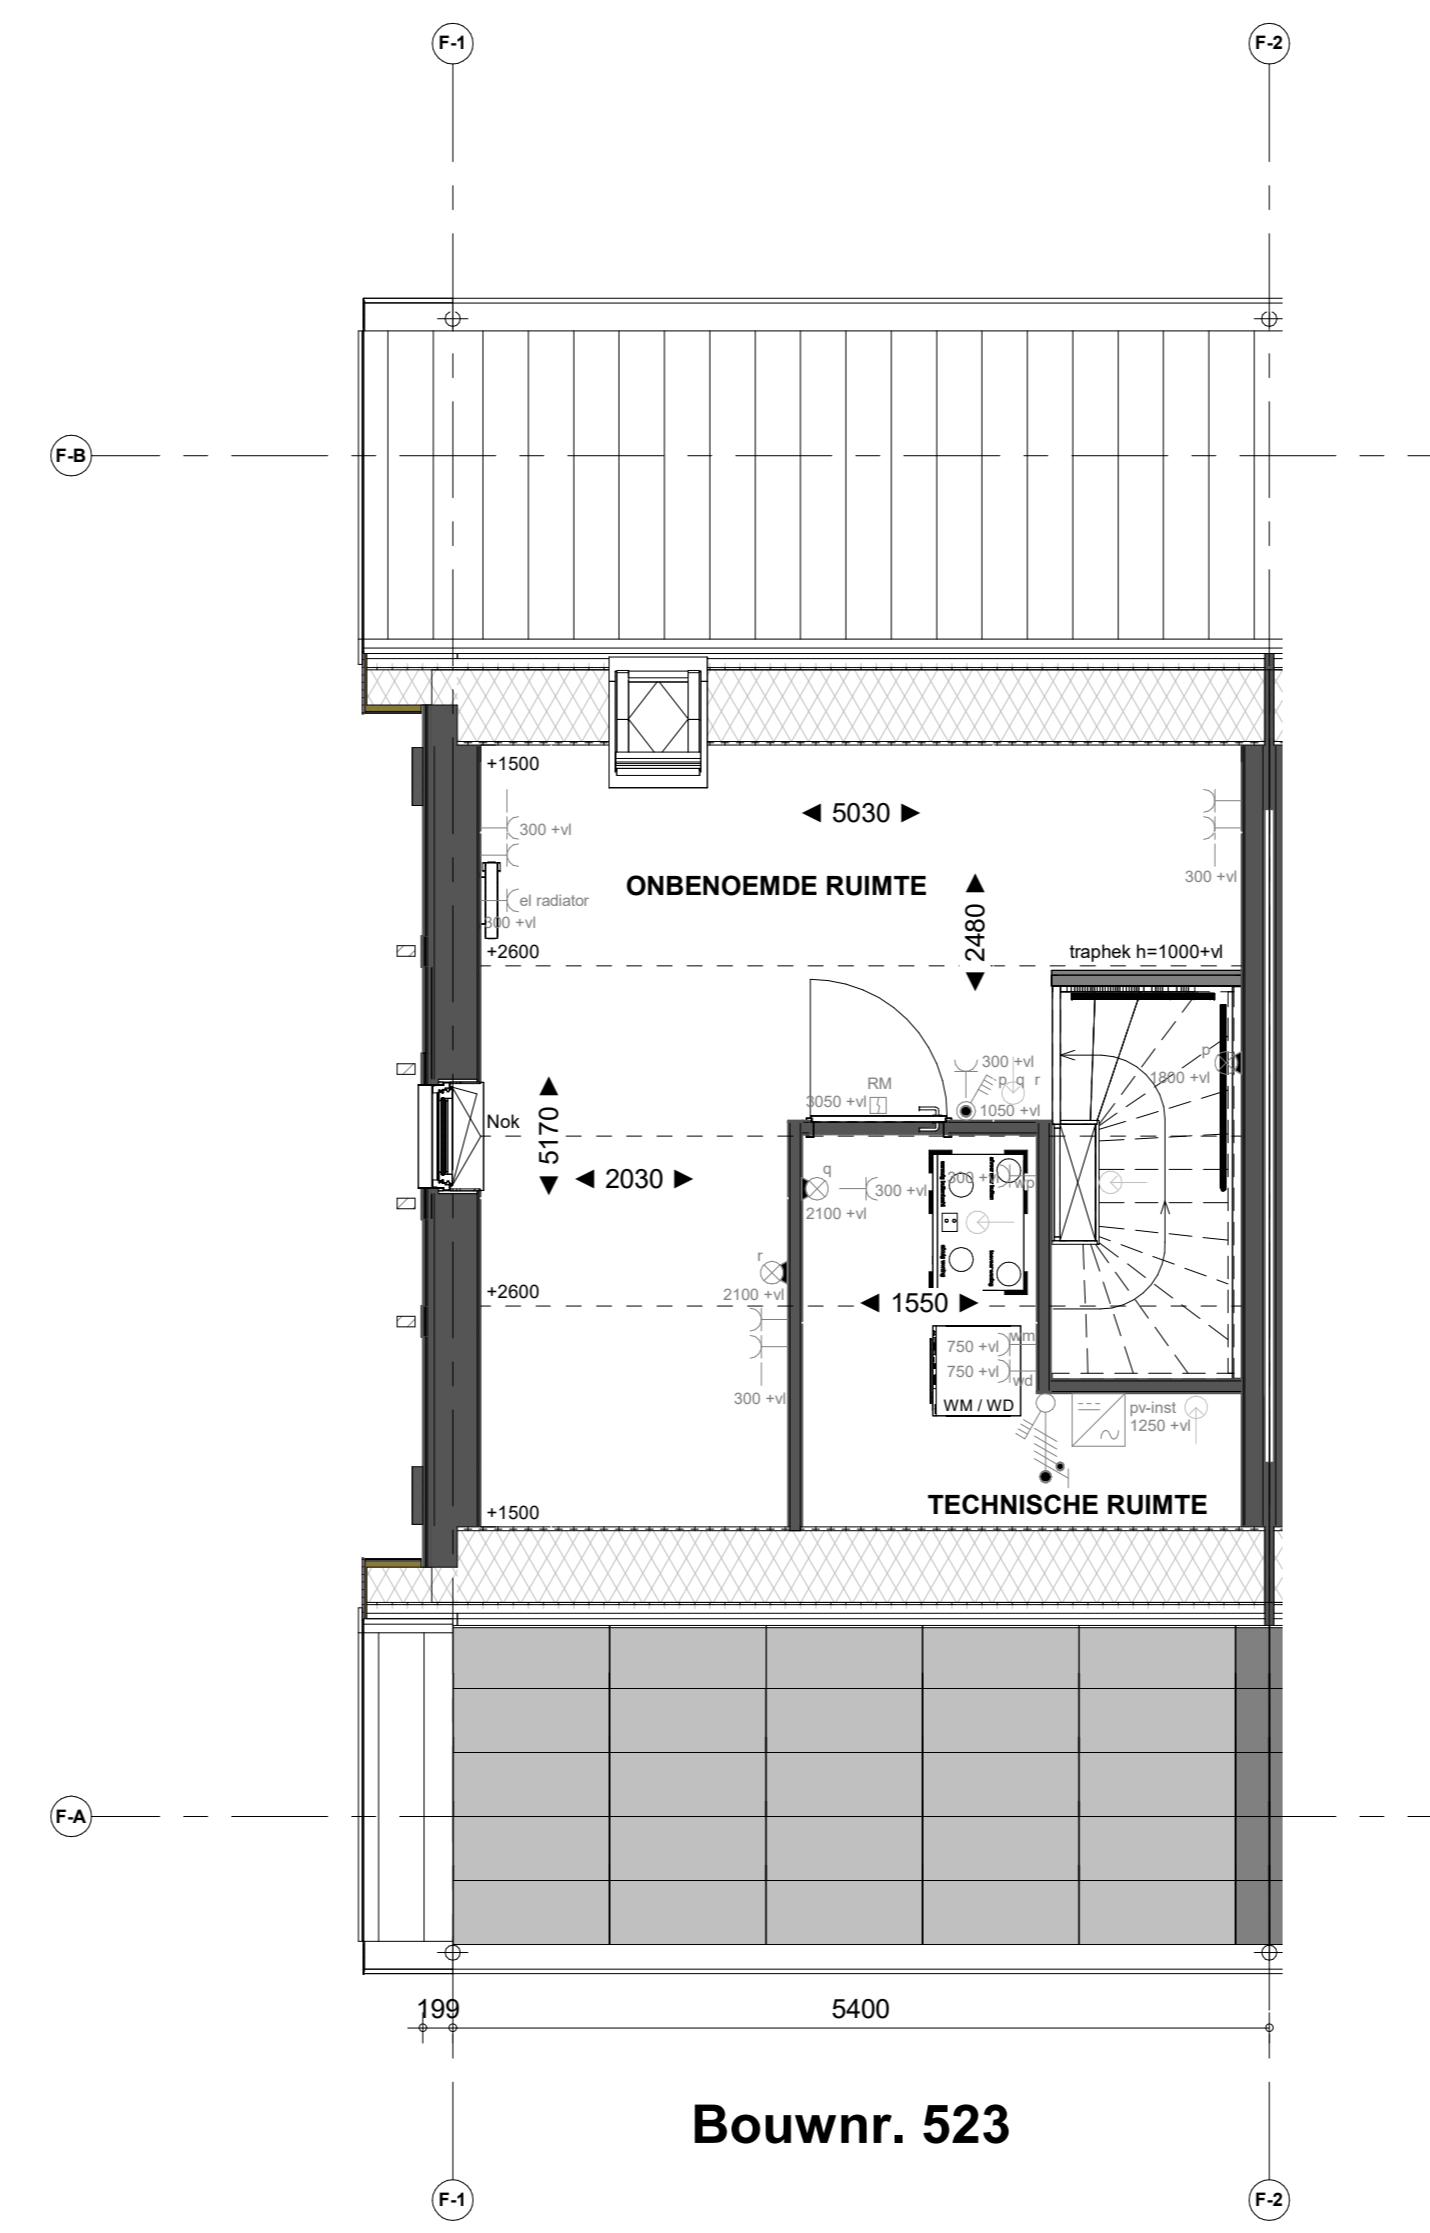 F-1
F-2
F-B
+1500
5030
300 +vl
300 +vl
ONBENOEMDE RUIMTE
el radiator
300 +vl
2480
+2600
traphek h=1000+vl
p
1800 +vl
300 +vl
p q r
1050 +vl
RM
3050 +vl
Nok
5170
2030
q
300 +vl
2100 +vl
300 +vl
wp
r
2100 +vl
+2600
1550
wm
750 +vl
750 +vl
wd
300 +vl
WM / WD
pv-inst
1250 +vl
TECHNISCHE RUIMTE
+1500
F-A
199
5400
Bouwnr. 523
F-1
F-2